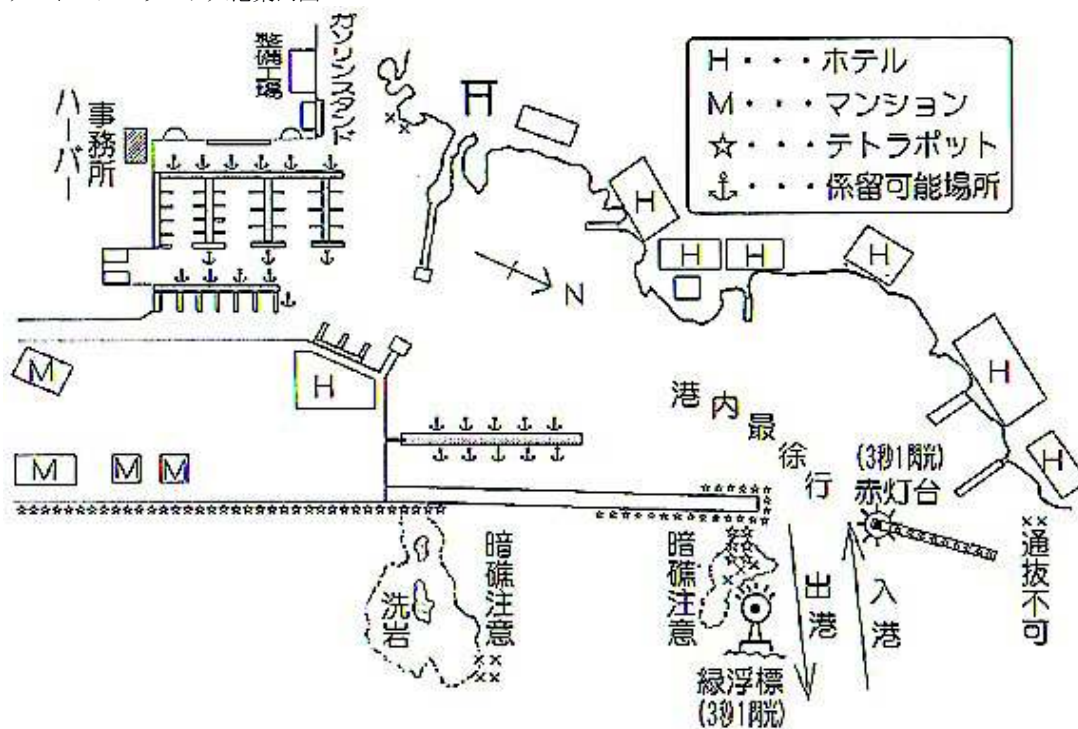 ガソリンスタンド
整備工場
ハーバー
事務所
H・・・ホテル
M・・・マンション
☆・・・テトラポット
・・・係留可能場所
H
H
H
H
N
M
H
H
港内最徐行
(3秒1閃光)
赤灯台
H
M
M
M
暗礁注意
洗岩
暗礁注意
出港
入港
××通抜不可
緑浮標
(3秒1閃光)